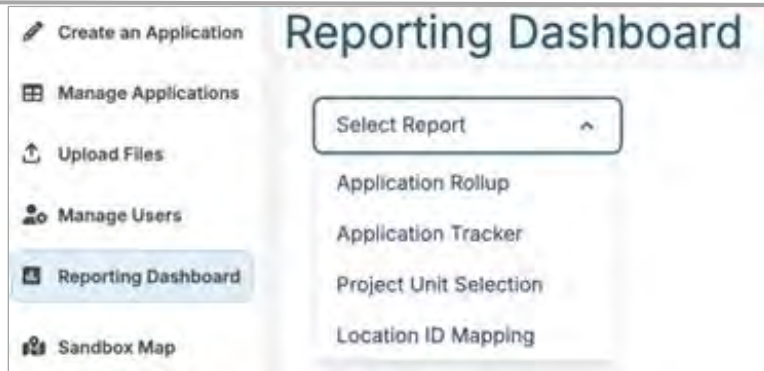 Create an Application
Manage Applications
Upload Files
Manage Users
Reporting Dashboard
Sandbox Map
Reporting Dashboard
Select Report
Application Rollup
Application Tracker
Project Unit Selection
Location ID Mapping